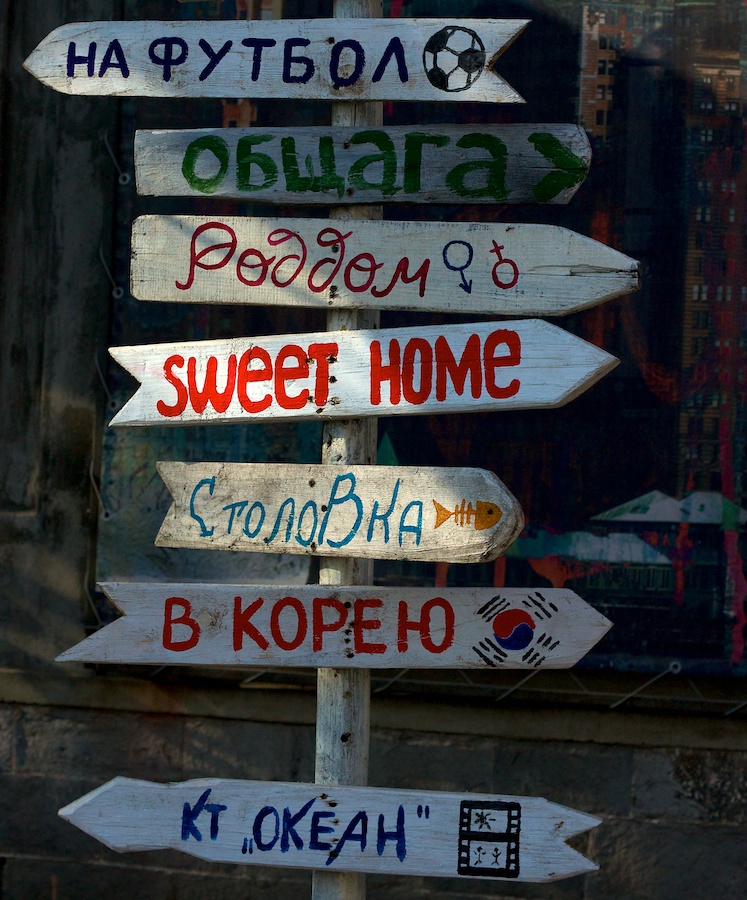 НА ФУТБОЛ
общага
Роддом
SWEET HOME
СтолоВка
В КОРЕЮ
КТ „ОКЕАН"